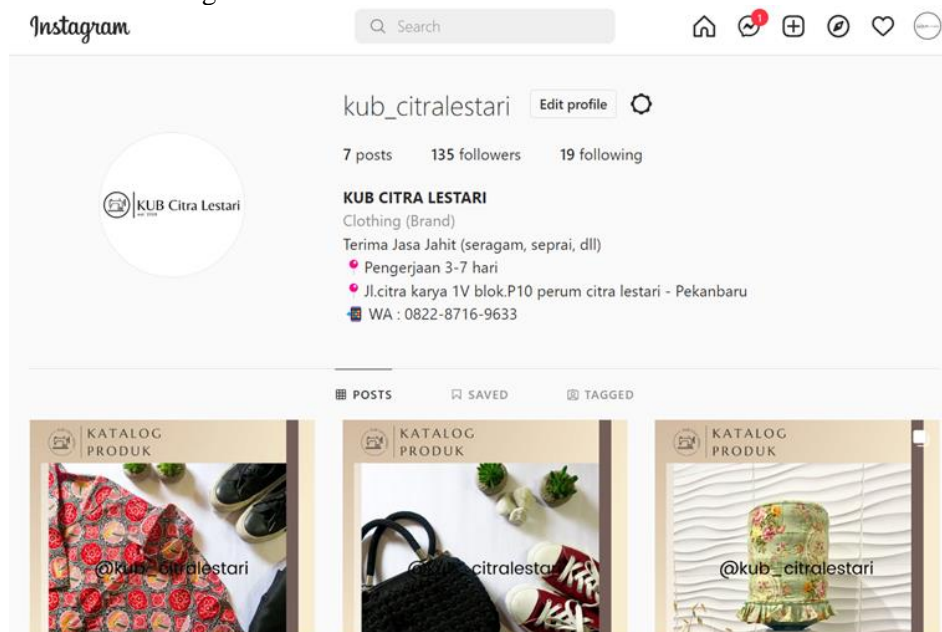 Instagram
Search
1
kub_citralestari Edit profile
7 posts 135 followers 19 following
KUB Citra Lestari
KUB CITRA LESTARI
Clothing (Brand)
Terima Jasa Jahit (seragam, seprai, dll)
Pengerjaan 3-7 hari
Jl.citra karya 1V blok.P10 perum citra lestari - Pekanbaru
WA : 0822-8716-9633
POSTS SAVED TAGGED
KATALOG
PRODUK
@kub_citralestari
KATALOG
PRODUK
@kub_citralestari
KATALOG
PRODUK
@kub_citralestari